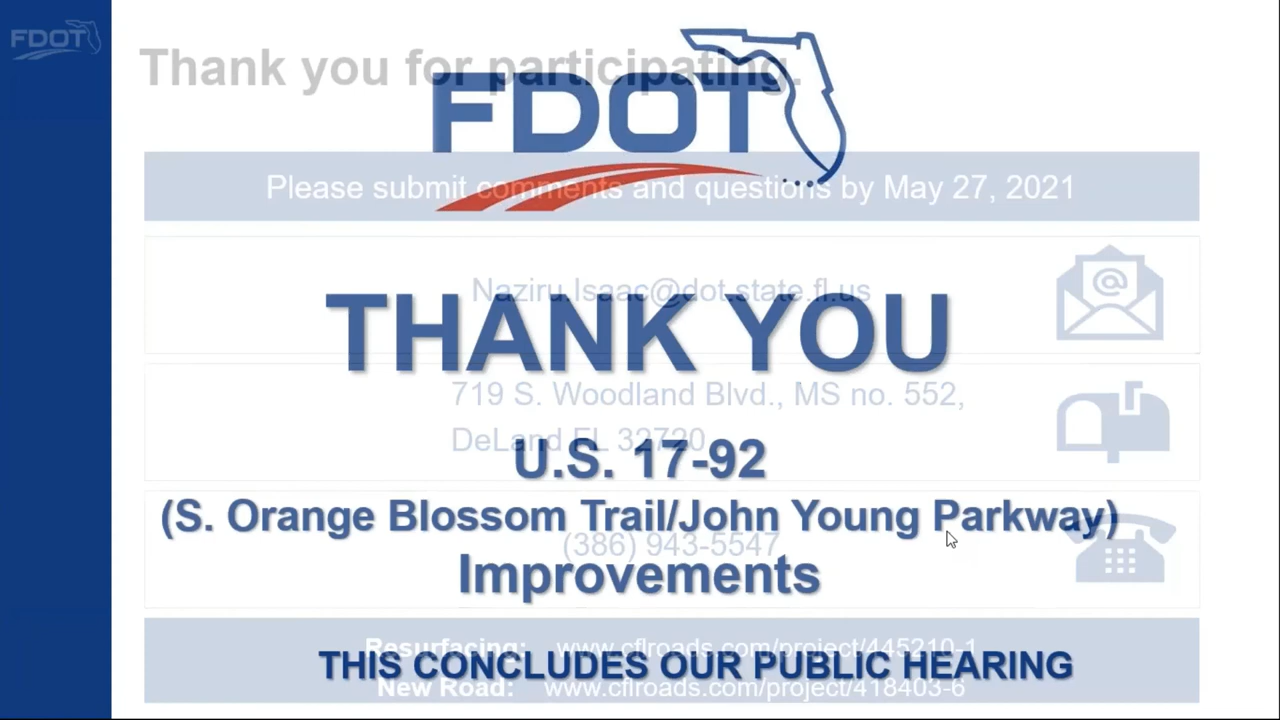 FDOT
Thank you for participating.
FDOT
Please submit comments and questions by May 27, 2021
Naziru.Isaac@dot.state.fl.us
THANK YOU
719 S. Woodland Blvd., MS no. 552,
DeLand FL 32720
U.S. 17-92
(S. Orange Blossom Trail/John Young Parkway)
(386) 943-5547
Improvements
Resurfacing: www.cflroads.com/project/445210-1
THIS CONCLUDES OUR PUBLIC HEARING
New Road: www.cflroads.com/project/418403-6